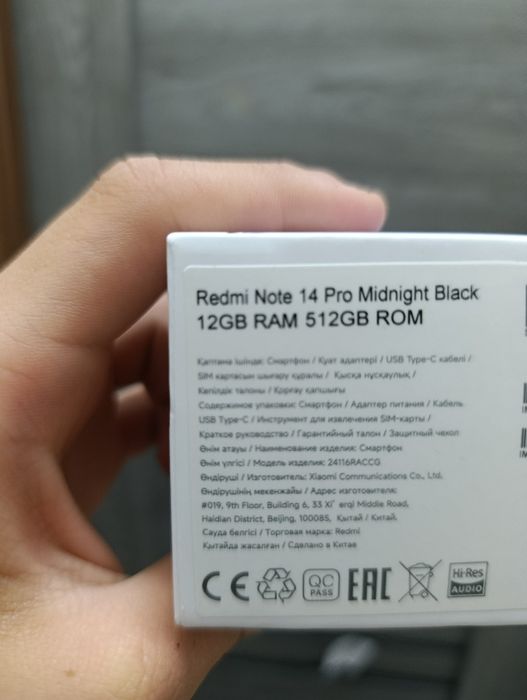 Redmi Note 14 Pro Midnight Black
12GB RAM 512GB ROM
Қаптама ішінде: Смартфон / Қуат адаптері / USB Type-C кабелі /
SIM картасын шығару құралы / Қысқа нұсқаулық /
Кепілдік талоны / Қорғау қапшығы
Содержимое упаковки: Смартфон / Адаптер питания / Кабель
USB Type-C / Инструмент для извлечения SIM-карты /
Краткое руководство / Гарантийный талон / Защитный чехол
Өнім атауы / Наименование изделия: Смартфон
Өнім үлгісі / Модель изделия: 24116RACCG
Өндіруші / Изготовитель: Xiaomi Communications Co., Ltd.
Өндірушінің мекенжайы / Адрес изготовителя:
#019, 9th Floor, Building 6, 33 Xi' erqi Middle Road,
Haidian District, Beijing, 100085, Қытай / Китай.
Сауда белгісі / Торговая марка: Redmi
Қытайда жасалған / Сделано в Китае
CE QC PASS EAC Hi-Res AUDIO